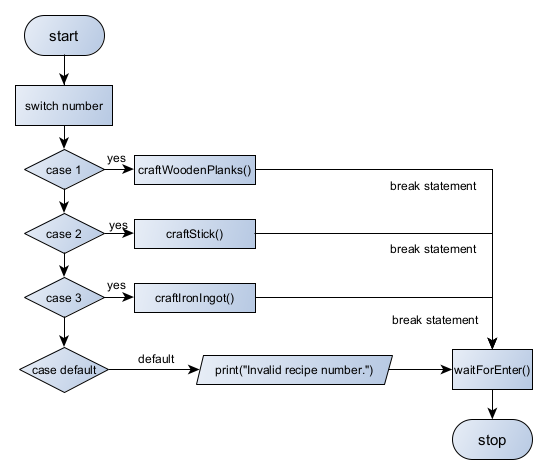 start
switch number
case 1
yes
craftWoodenPlanks()
break statement
case 2
yes
craftStick()
break statement
case 3
yes
craftIronIngot()
break statement
case default
default
print("Invalid recipe number.")
waitForEnter()
stop